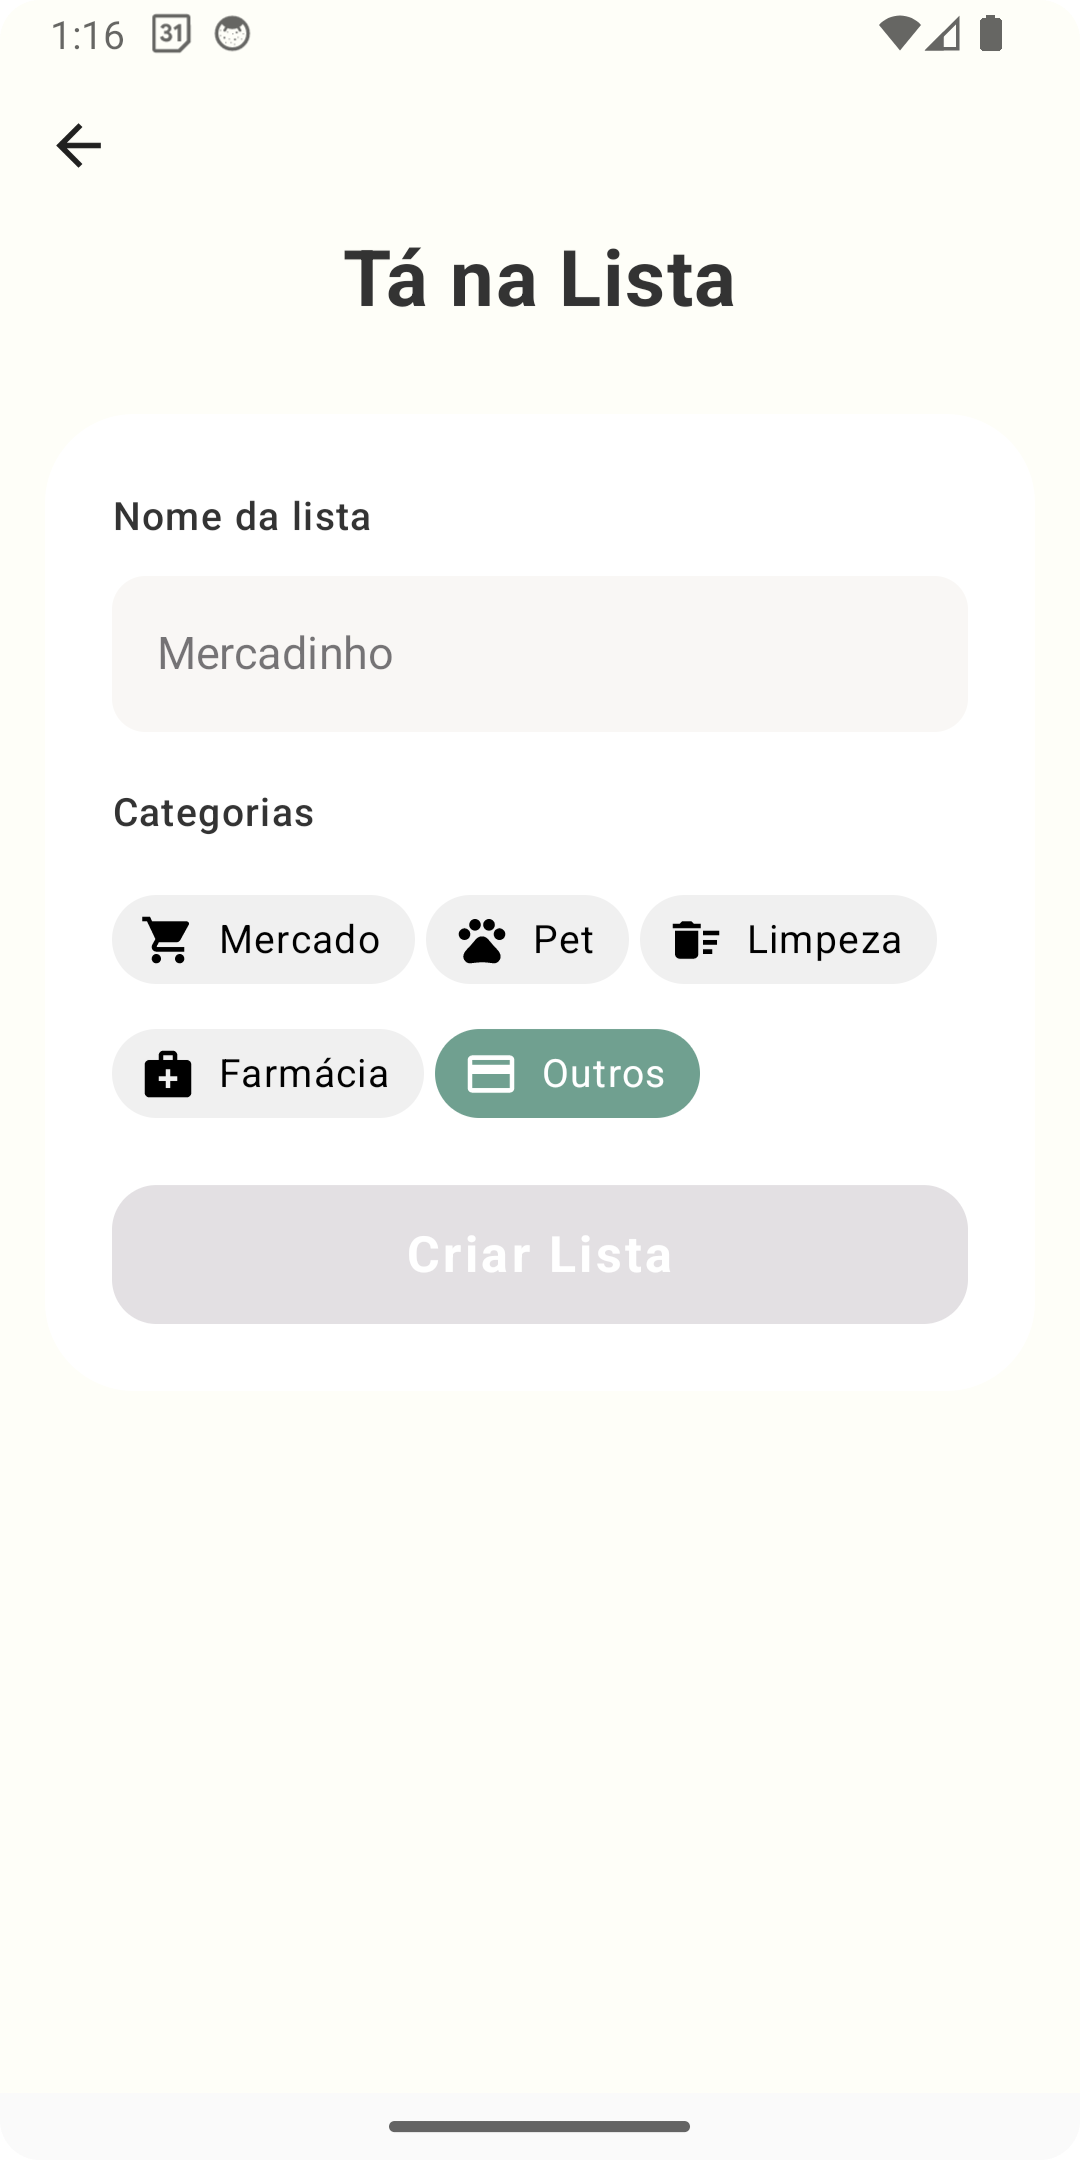 1:16 31
Tá na Lista
Nome da lista
Mercadinho
Categorias
Mercado Pet Limpeza
Farmácia Outros
Criar Lista